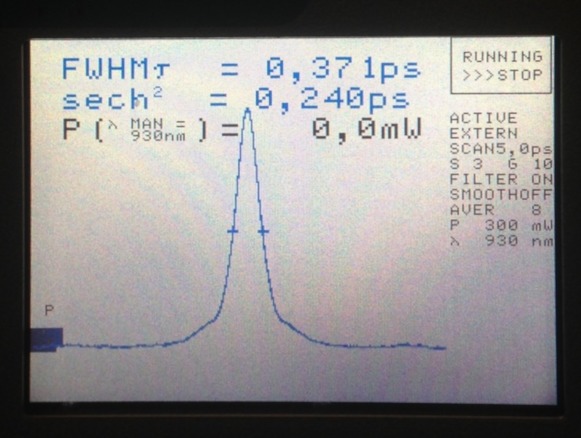 FWHMτ = 0,371ps
sech² = 0,240ps
P (λ MAN = 930nm) = 0,0mW
RUNNING
>>>STOP
ACTIVE
EXTERN
SCAN5,0ps
S 3 G 10
FILTER ON
SMOOTHOFF
AVER 8
P 300 mW
λ 930 nm
P